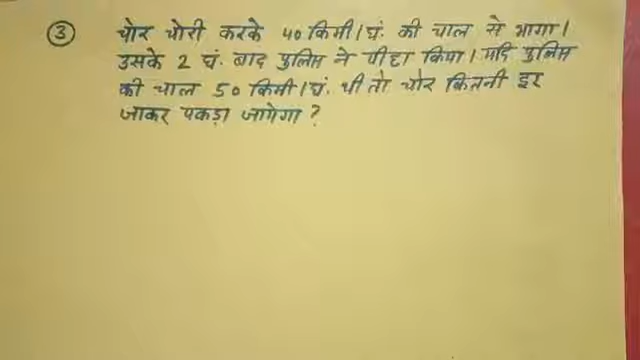 ③ चोर चोरी करके 40 किमी।घं. की चाल से भागा।
उसके 2 घं. बाद पुलिस ने पीछा किया। यदि पुलिस
की चाल 50 किमी।घं. थी तो चोर कितनी दूर
जाकर पकड़ा जायेगा?